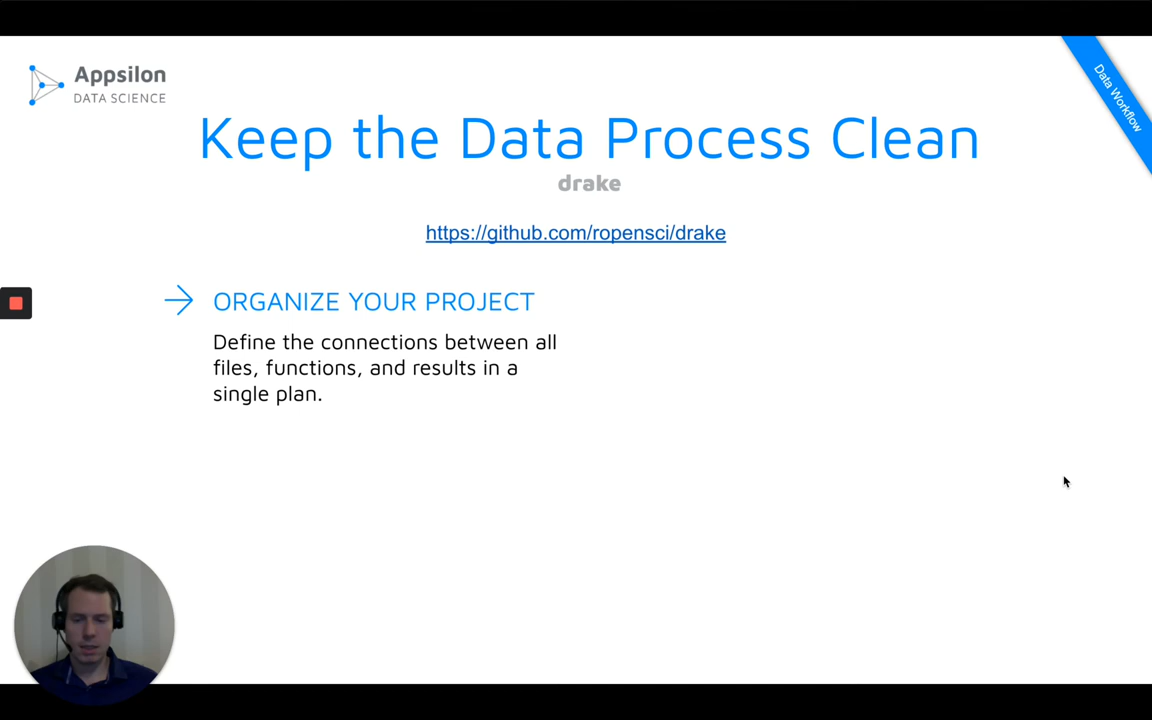 Appsilon
DATA SCIENCE
Data Workflow
Keep the Data Process Clean
drake
https://github.com/ropensci/drake
ORGANIZE YOUR PROJECT
Define the connections between all
files, functions, and results in a
single plan.